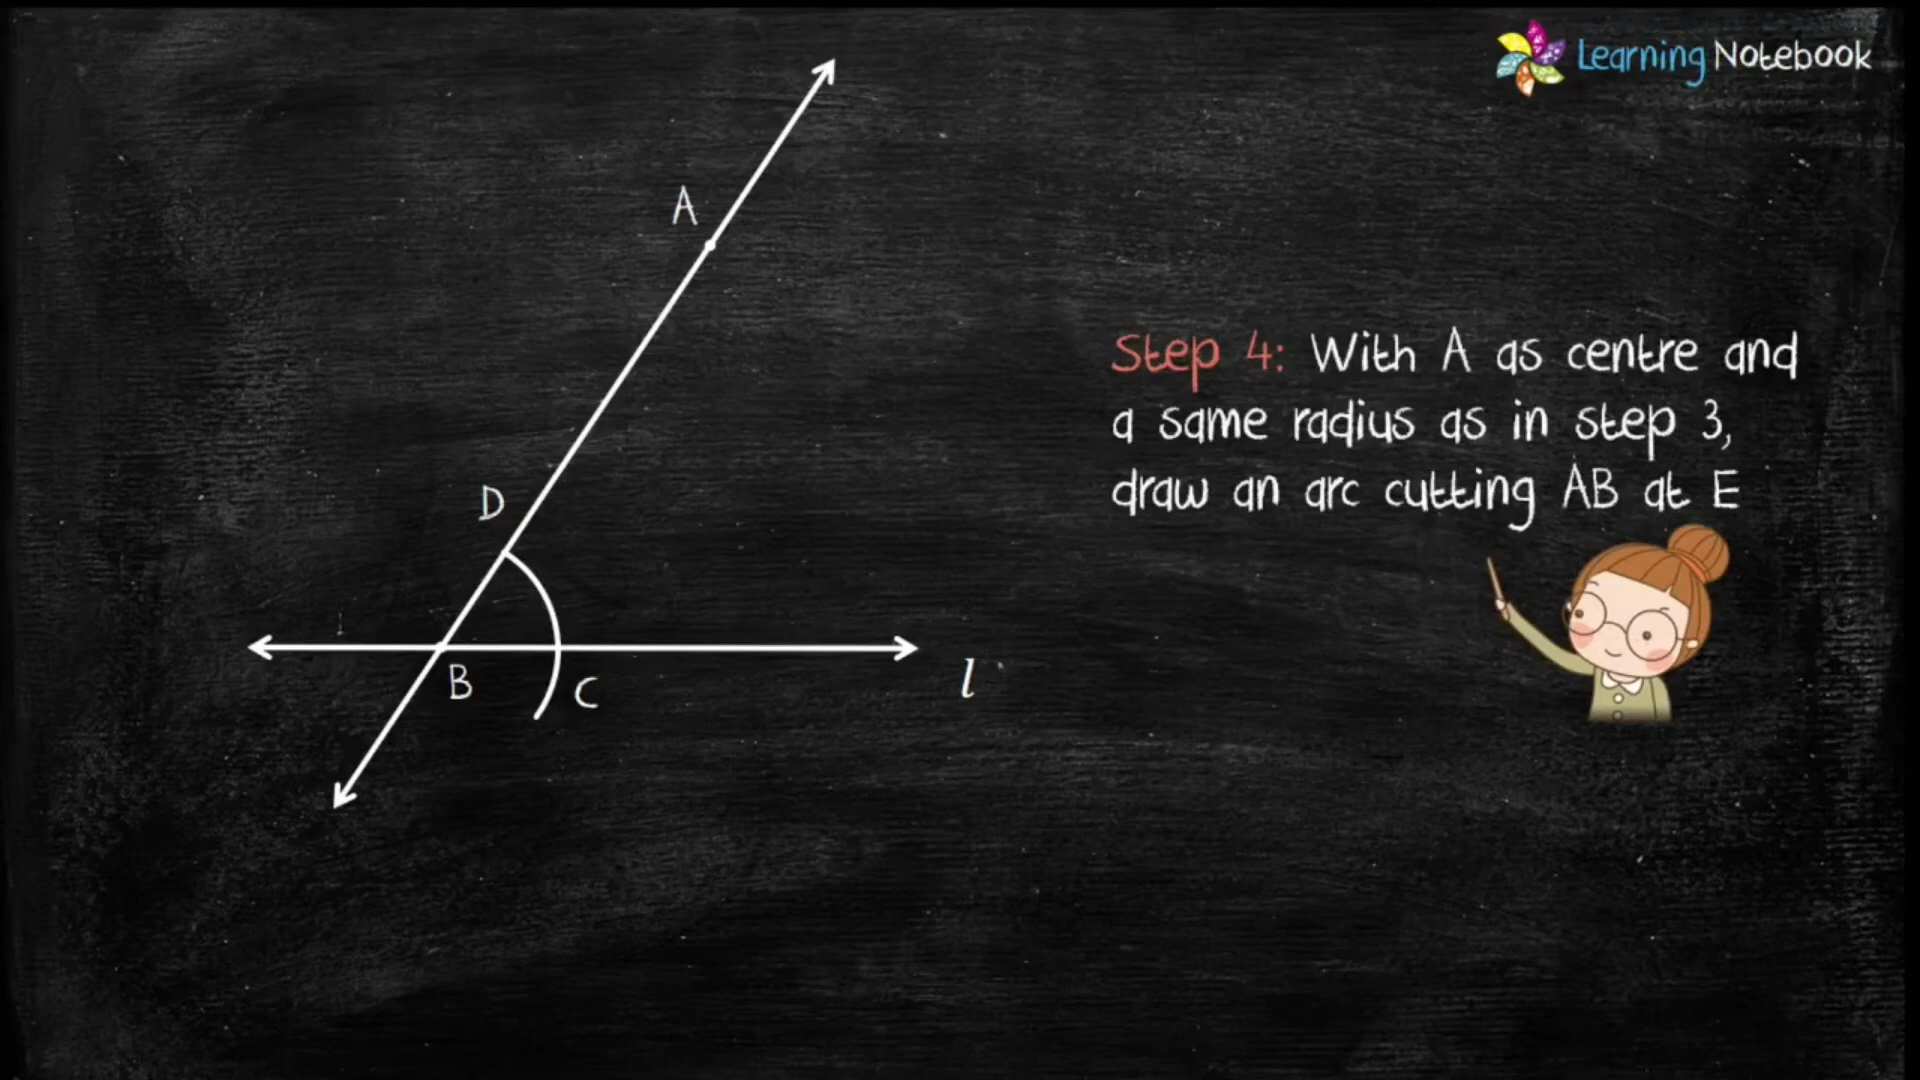 Learning Notebook
A
Step 4: With A as centre and
a same radius as in step 3,
draw an arc cutting AB at E
D
B
C
l